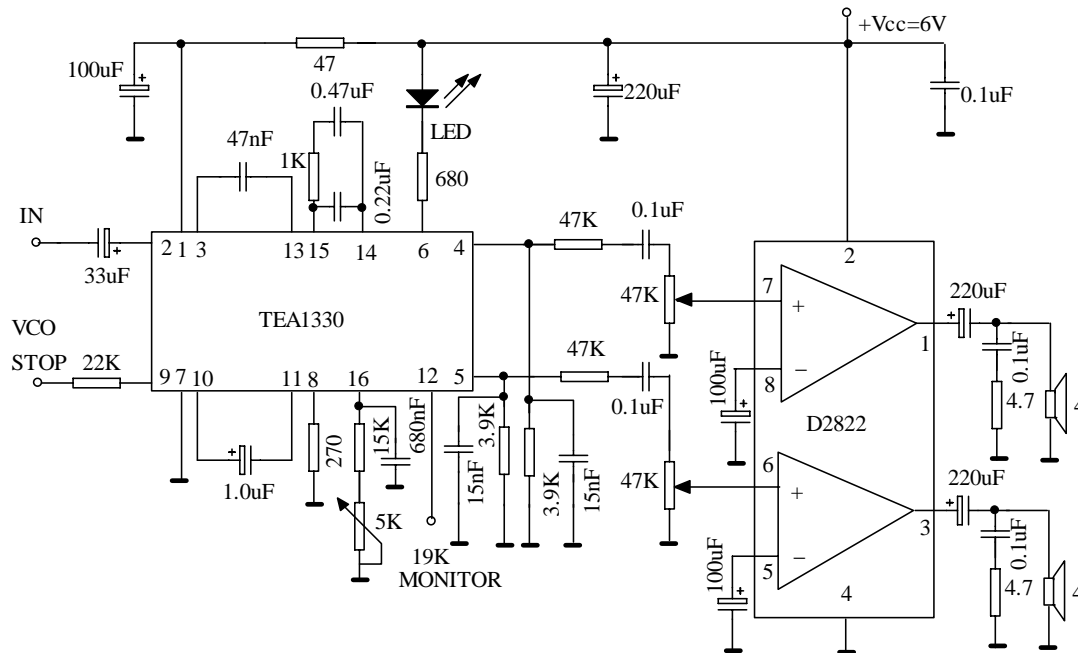 +Vcc=6V
100uF
+
47
0.47uF
+
220uF
0.1uF
LED
47nF
1K
0.22uF
680
IN
+
33uF
2
1
3
13
15
14
6
4
47K
0.1uF
47K
TEA1330
VCO
STOP
22K
9
7
10
11
8
16
12
5
47K
0.1uF
47K
+
1.0uF
270
15K
680nF
5K
19K
MONITOR
15nF
3.9K
3.9K
15nF
2
7
+
8
−
1
100uF
+
220uF
+
0.1uF
4.7
4
D2822
6
+
5
−
3
100uF
+
220uF
+
0.1uF
4.7
4
4